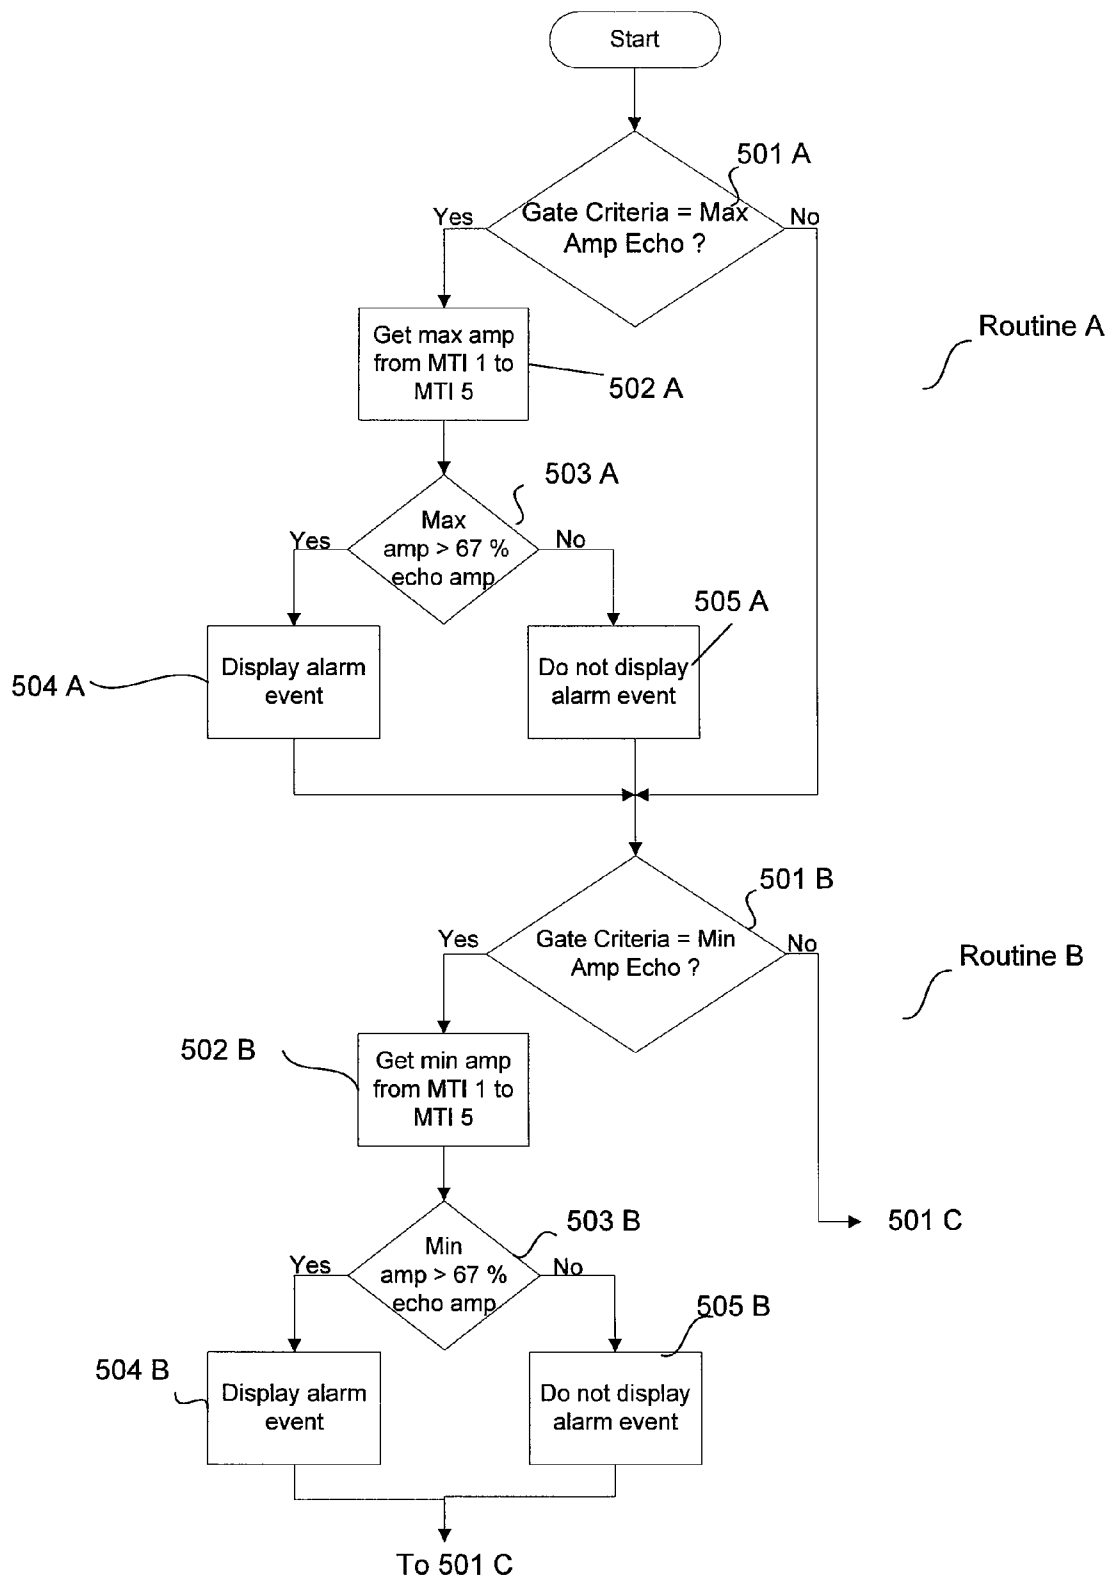 Start
501 A
Gate Criteria = Max
Amp Echo ?
Yes
No
Routine A
Get max amp
from MTI 1 to
MTI 5
502 A
503 A
Max
amp > 67 %
echo amp
Yes
No
505 A
504 A
Display alarm
event
Do not display
alarm event
501 B
Gate Criteria = Min
Amp Echo ?
Yes
No
Routine B
502 B
Get min amp
from MTI 1 to
MTI 5
501 C
503 B
Min
amp > 67 %
echo amp
Yes
No
505 B
504 B
Display alarm
event
Do not display
alarm event
To 501 C